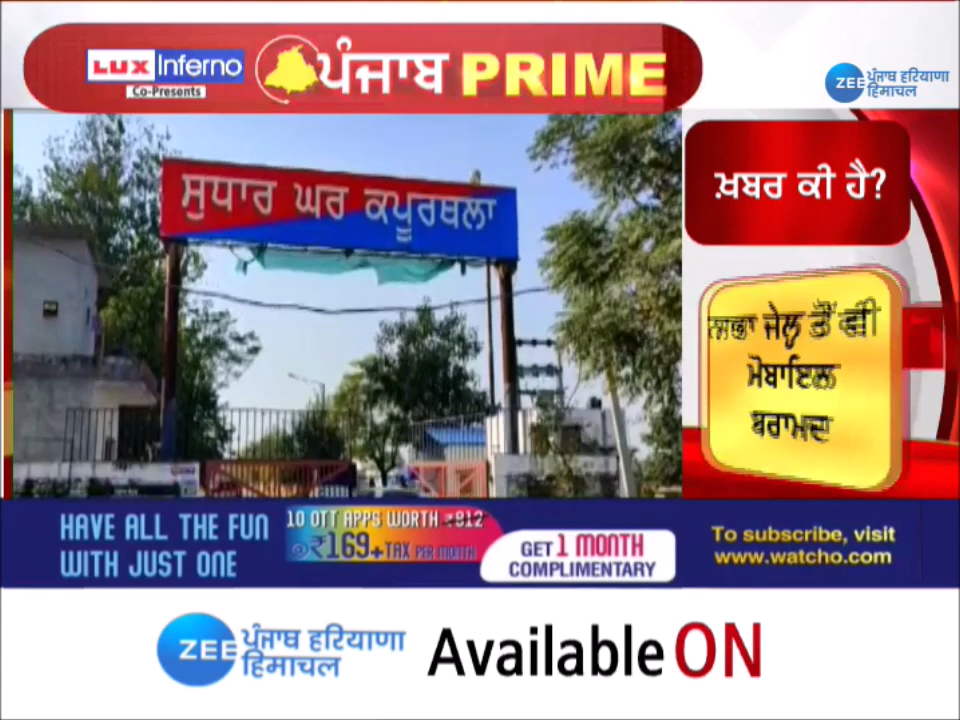 LUX Inferno
Co-Presents
ਪੰਜਾਬ PRIME
ZEE ਪੰਜਾਬ ਹਰਿਆਣਾ
ਹਿਮਾਚਲ
ਸੁਧਾਰ ਘਰ ਕਪੂਰਥਲਾ
ਖ਼ਬਰ ਕੀ ਹੈ?
ਜੇਲ੍ਹ ਤੋਂ
ਮੋਬਾਇਲ
ਬਰਾਮਦ
HAVE ALL THE FUN
WITH JUST ONE
10 OTT APPS WORTH ₹812
@₹169+TAX PER MONTH
GET 1 MONTH
COMPLIMENTARY
To subscribe, visit
www.watcho.com
ZEE ਪੰਜਾਬ ਹਰਿਆਣਾ
ਹਿਮਾਚਲ
Available ON